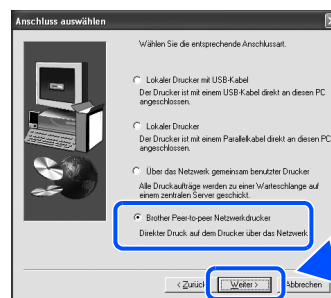 Anschluss auswählen
Wählen Sie die entsprechende Anschlussart.
Lokaler Drucker mit USB-Kabel
Der Drucker ist mit einem USB-Kabel direkt an diesen PC
angeschlossen.
Lokaler Drucker
Der Drucker ist mit einem Parallelkabel direkt an diesen PC
angeschlossen.
Über das Netzwerk gemeinsam benutzter Drucker
Alle Druckaufträge werden zu einer Warteschlange auf
einem zentralen Server geschickt.
Brother Peer-to-peer Netzwerkdrucker
Direkter Druck auf dem Drucker über das Netzwerk
< Zurück Weiter > Abbrechen